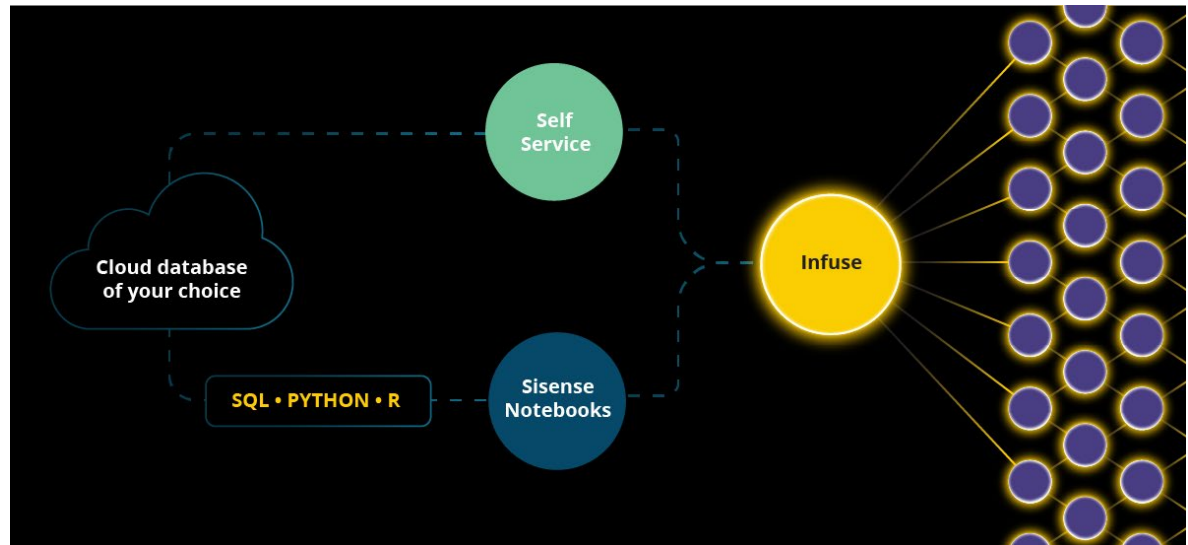 Self
Service
Cloud database
of your choice
Infuse
SQL • PYTHON • R
Sisense
Notebooks